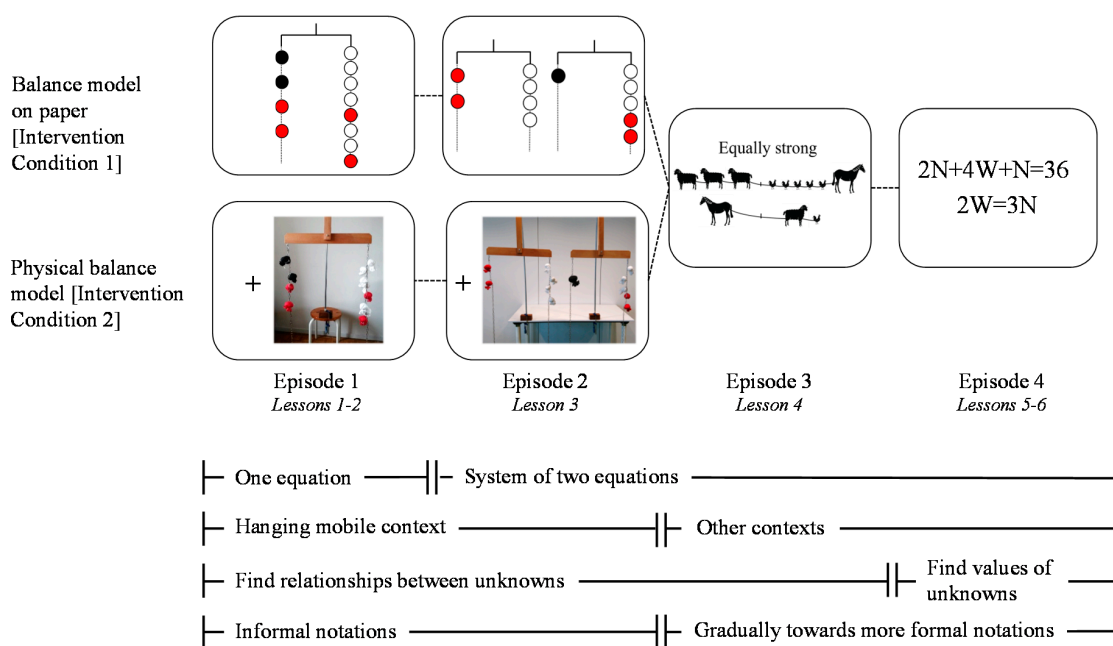 Balance model
on paper
[Intervention
Condition 1]
Equally strong
2N+4W+N=36
2W=3N
Physical balance
model [Intervention
Condition 2]
+
+
Episode 1
Lessons 1-2
Episode 2
Lesson 3
Episode 3
Lesson 4
Episode 4
Lessons 5-6
One equation
System of two equations
Hanging mobile context
Other contexts
Find relationships between unknowns
Find values of
unknowns
Informal notations
Gradually towards more formal notations